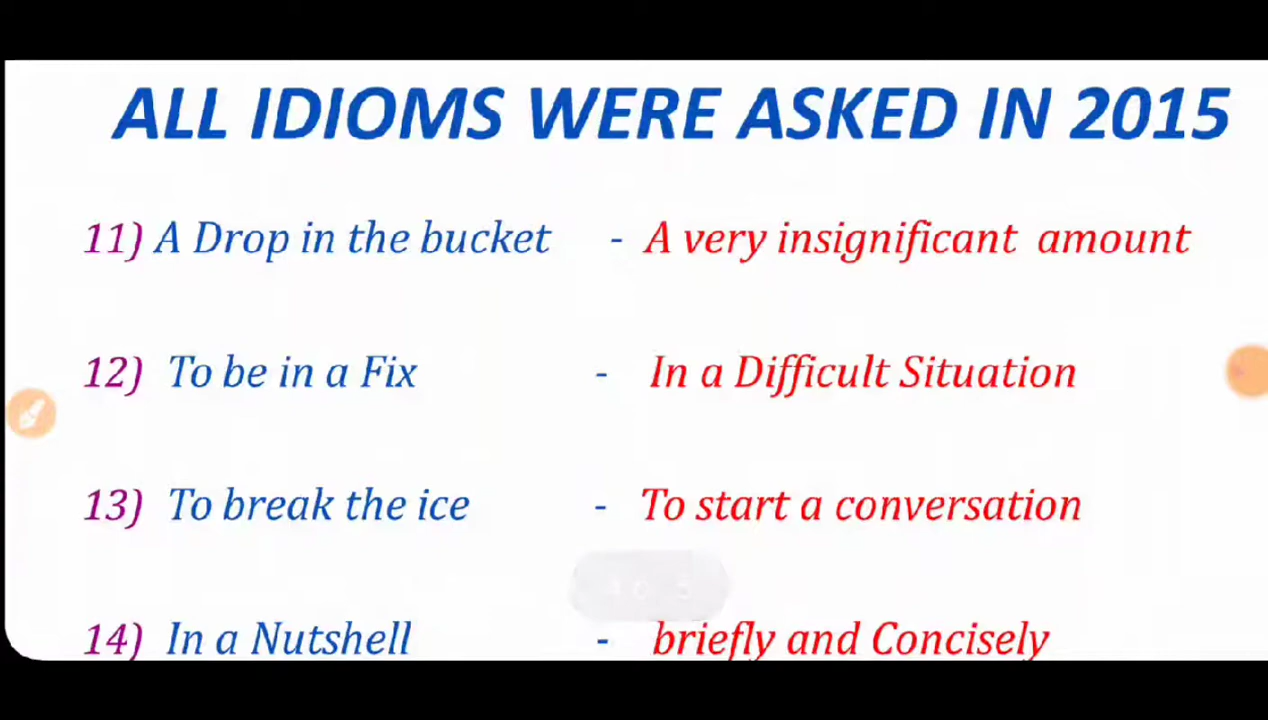 ALL IDIOMS WERE ASKED IN 2015
11) A Drop in the bucket - A very insignificant amount
12) To be in a Fix - In a Difficult Situation
13) To break the ice - To start a conversation
14) In a Nutshell - briefly and Concisely